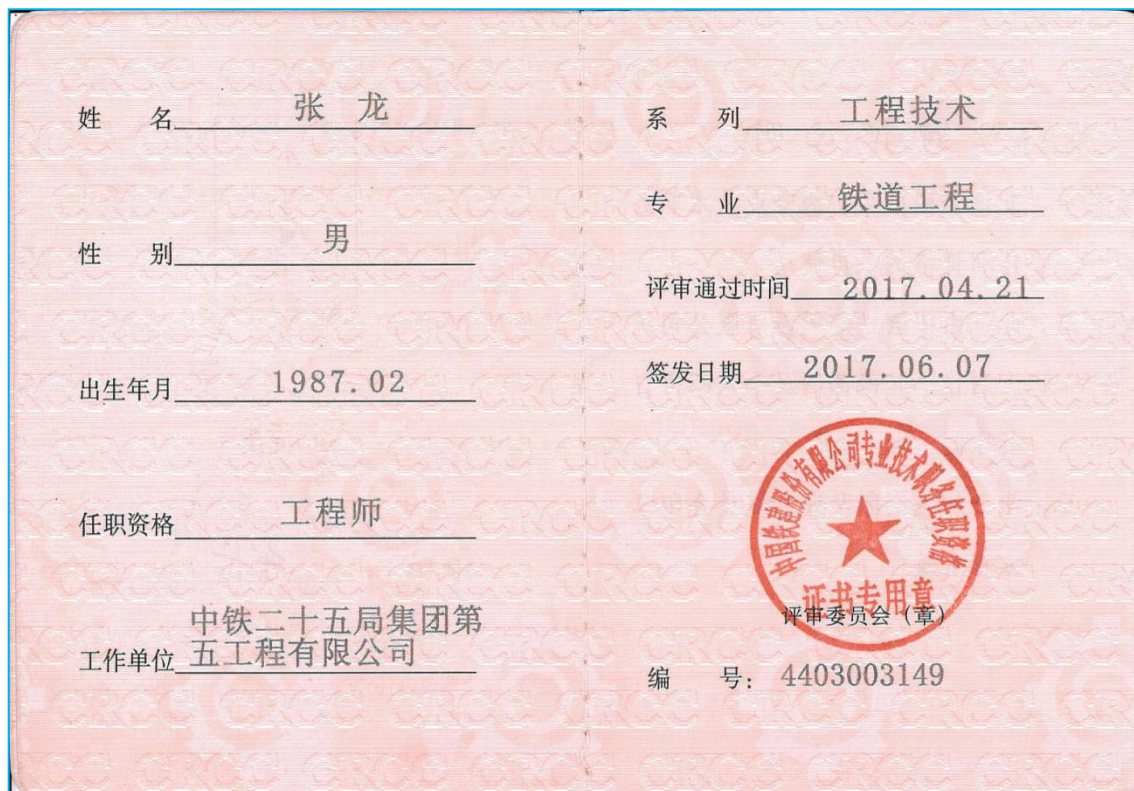 姓 名 张 龙
性 别 男
出生年月 1987.02
任职资格 工程师
中铁二十五局集团第
工作单位 五工程有限公司
系 列 工程技术
专 业 铁道工程
评审通过时间 2017.04.21
签发日期 2017.06.07
中国铁建股份有限公司专业技术职务任职资格
证书专用章
评审委员会（章）
编 号： 4403003149
CRCC